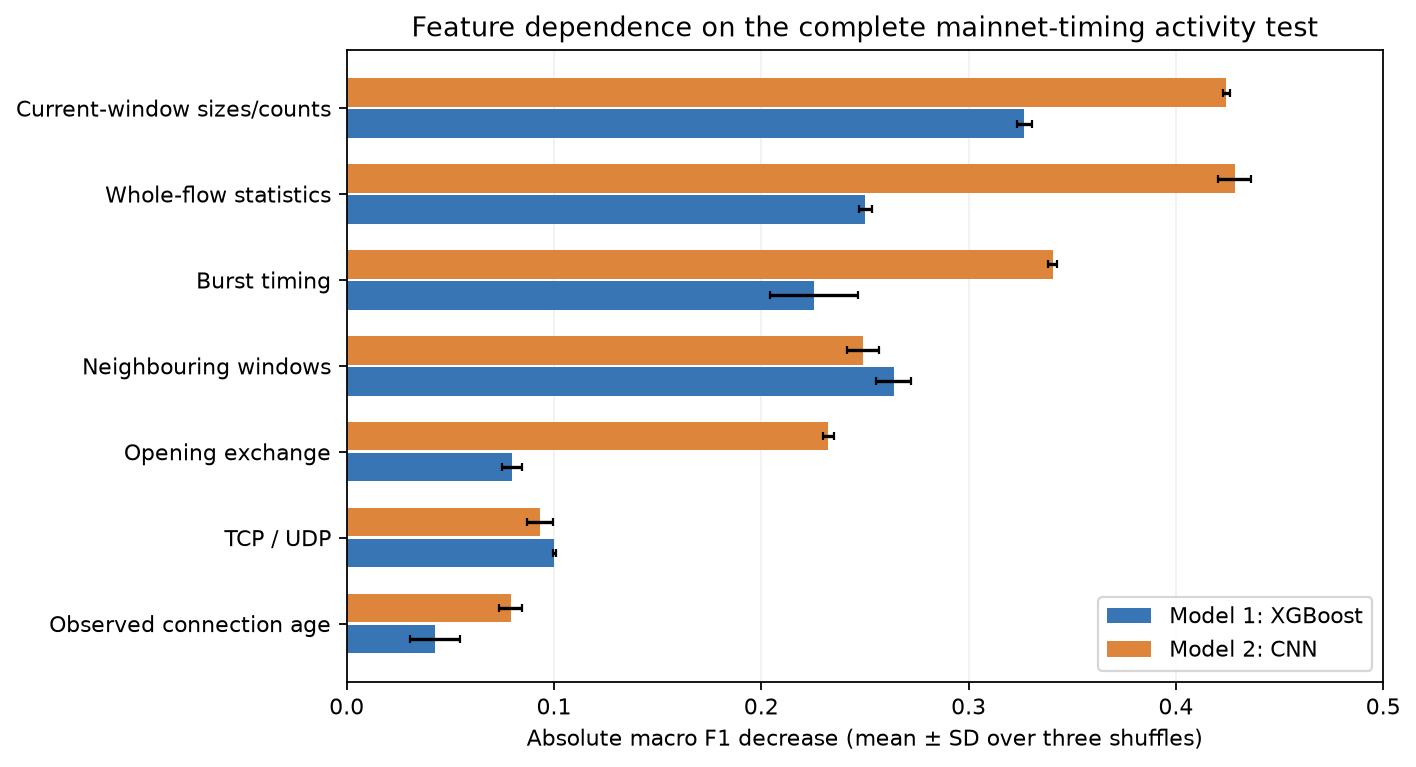 Feature dependence on the complete mainnet-timing activity test
Current-window sizes/counts
Whole-flow statistics
Burst timing
Neighbouring windows
Opening exchange
TCP / UDP
Observed connection age
Model 1: XGBoost
Model 2: CNN
0.0 0.1 0.2 0.3 0.4 0.5
Absolute macro F1 decrease (mean ± SD over three shuffles)